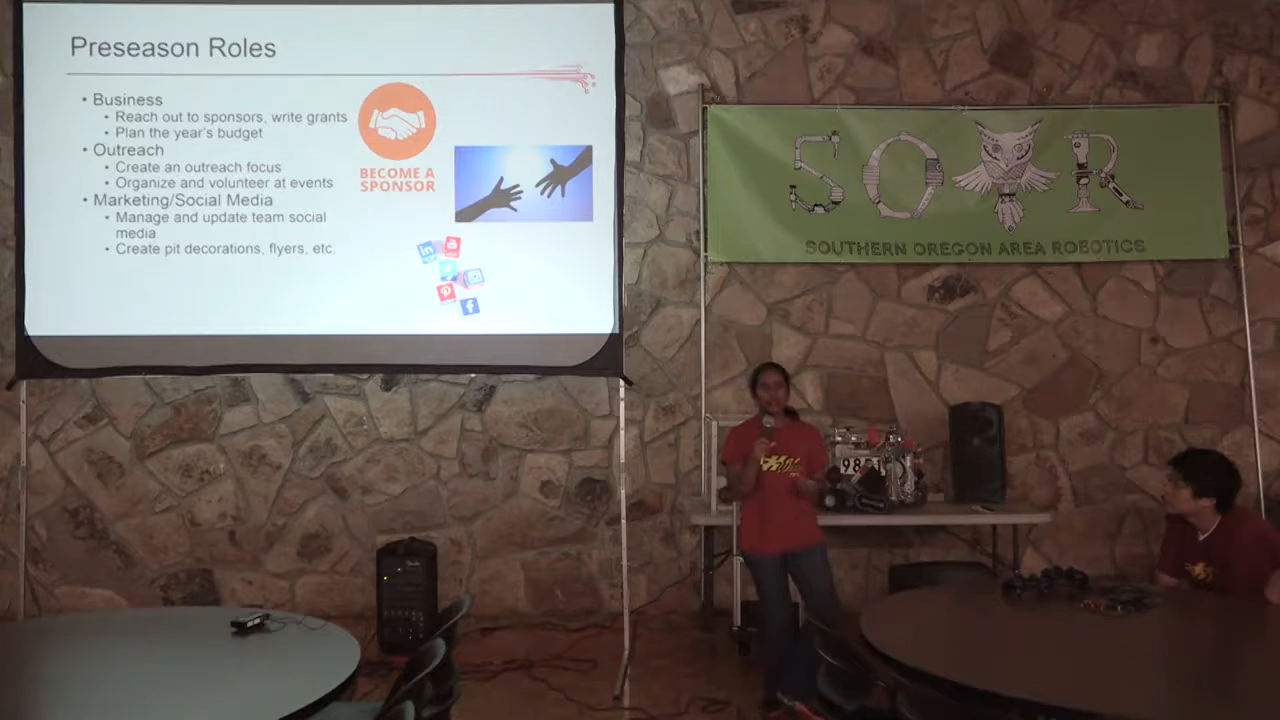 Preseason Roles
• Business
• Reach out to sponsors, write grants
• Plan the year's budget
• Outreach
• Create an outreach focus
• Organize and volunteer at events
• Marketing/Social Media
• Manage and update team social
media
• Create pit decorations, flyers, etc.
BECOME A
SPONSOR
in
f
SOAR
SOUTHERN OREGON AREA ROBOTICS